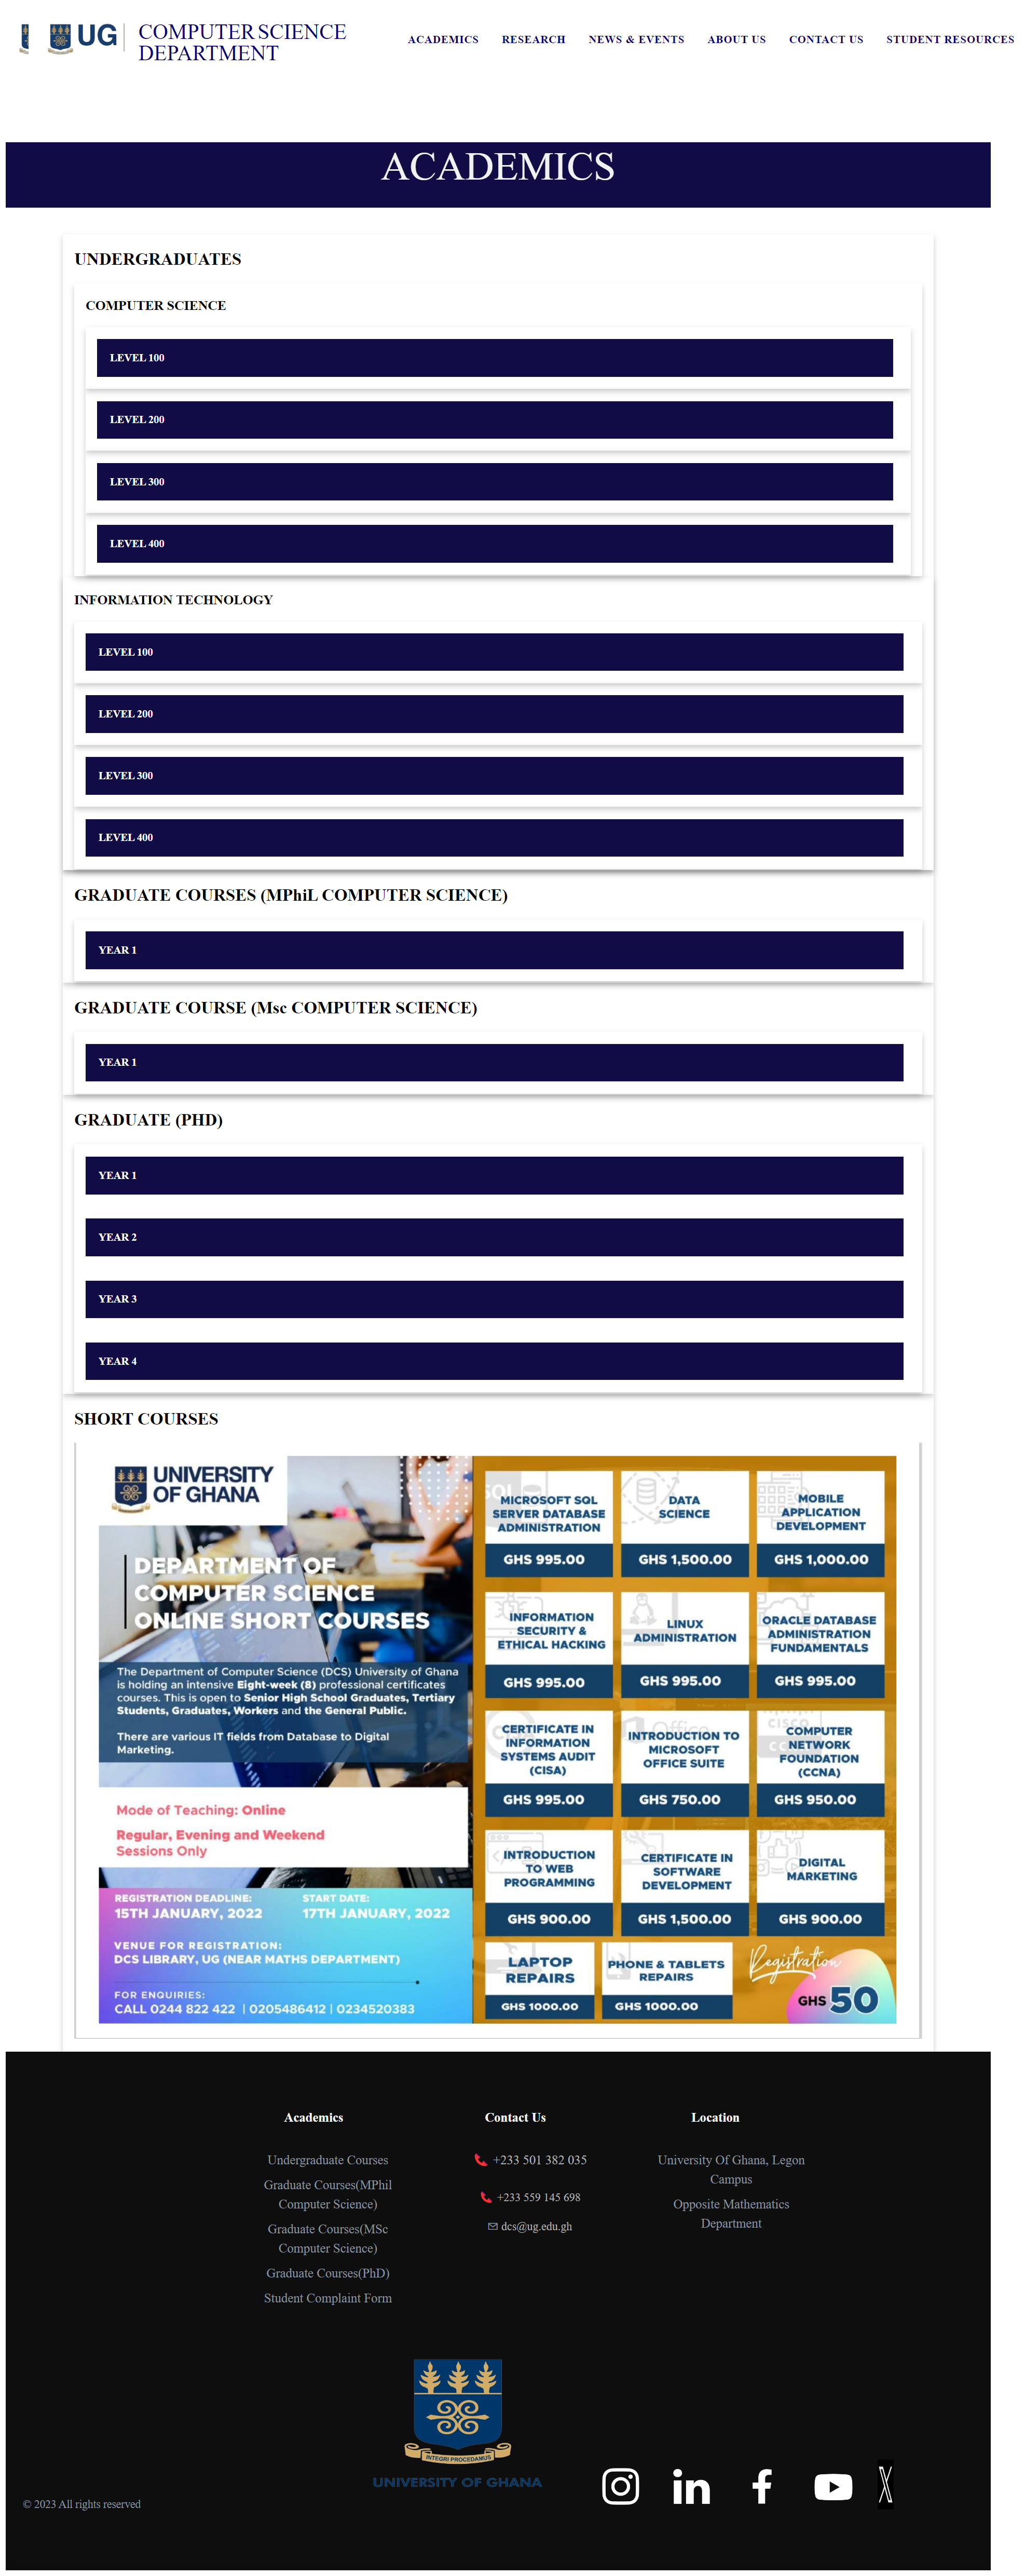 UG
COMPUTER SCIENCE
DEPARTMENT
ACADEMICS
RESEARCH
NEWS & EVENTS
ABOUT US
CONTACT US
STUDENT RESOURCES
ACADEMICS
UNDERGRADUATES
COMPUTER SCIENCE
LEVEL 100
LEVEL 200
LEVEL 300
LEVEL 400
INFORMATION TECHNOLOGY
LEVEL 100
LEVEL 200
LEVEL 300
LEVEL 400
GRADUATE COURSES (MPhiL COMPUTER SCIENCE)
YEAR 1
GRADUATE COURSE (Msc COMPUTER SCIENCE)
YEAR 1
GRADUATE (PHD)
YEAR 1
YEAR 2
YEAR 3
YEAR 4
SHORT COURSES
UNIVERSITY
OF GHANA
DEPARTMENT OF
COMPUTER SCIENCE
ONLINE SHORT COURSES
The Department of Computer Science (DCS) University of Ghana
is holding an intensive Eight-week (8) professional certificates
courses. This is open to Senior High School Graduates, Tertiary
Students, Graduates, Workers and the General Public.
There are various IT fields from Database to Digital
Marketing.
Mode of Teaching: Online
Regular, Evening and Weekend
Sessions Only
REGISTRATION DEADLINE:
15TH JANUARY, 2022
START DATE:
17TH JANUARY, 2022
VENUE FOR REGISTRATION:
DCS LIBRARY, UG (NEAR MATHS DEPARTMENT)
FOR ENQUIRIES:
CALL 0244 822 422 | 0205486412 | 0234520383
SQL
MICROSOFT SQL
SERVER DATABASE
ADMINISTRATION
GHS 995.00
DATA
SCIENCE
GHS 1,500.00
MOBILE
APPLICATION
DEVELOPMENT
GHS 1,000.00
INFORMATION
SECURITY &
ETHICAL HACKING
GHS 995.00
LINUX
ADMINISTRATION
GHS 995.00
ORACLE DATABASE
ADMINISTRATION
FUNDAMENTALS
GHS 950.00
CERTIFICATE IN
INFORMATION
SYSTEMS AUDIT
(CISA)
GHS 995.00
Office
INTRODUCTION TO
MICROSOFT
OFFICE SUITE
GHS 750.00
CISCO
COMPUTER
NETWORK
FOUNDATION
(CCNA)
GHS 950.00
INTRODUCTION
TO WEB
PROGRAMMING
GHS 900.00
CERTIFICATE IN
SOFTWARE
DEVELOPMENT
GHS 1,500.00
DIGITAL
MARKETING
GHS 900.00
LAPTOP
REPAIRS
GHS 1000.00
PHONE & TABLETS
REPAIRS
GHS 1000.00
Registration
GHS 50
Academics
Undergraduate Courses
Graduate Courses(MPhil
Computer Science)
Graduate Courses(MSc
Computer Science)
Graduate Courses(PhD)
Student Complaint Form
Contact Us
+233 501 382 035
+233 559 145 698
dcs@ug.edu.gh
Location
University Of Ghana, Legon
Campus
Opposite Mathematics
Department
INTEGRI PROCEDAMUS
UNIVERSITY OF GHANA
© 2023 All rights reserved